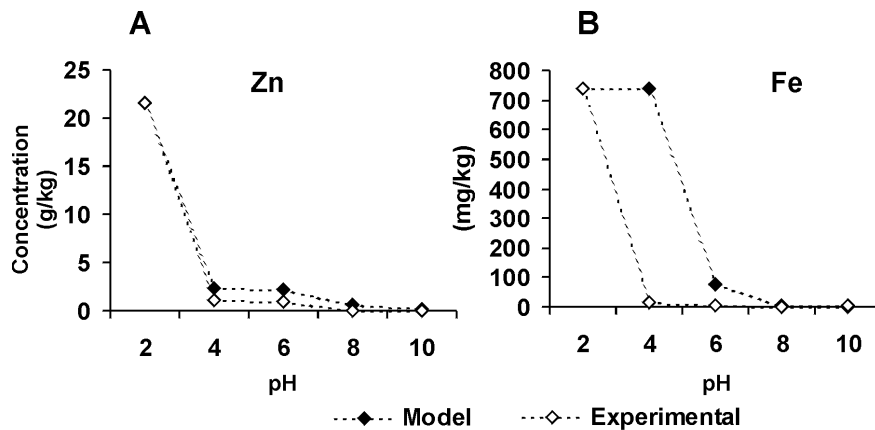 A
B
Zn
Fe
Concentration
(g/kg)
25
20
15
10
5
0
2 4 6 8 10
pH
(mg/kg)
800
700
600
500
400
300
200
100
0
2 4 6 8 10
pH
Model
Experimental